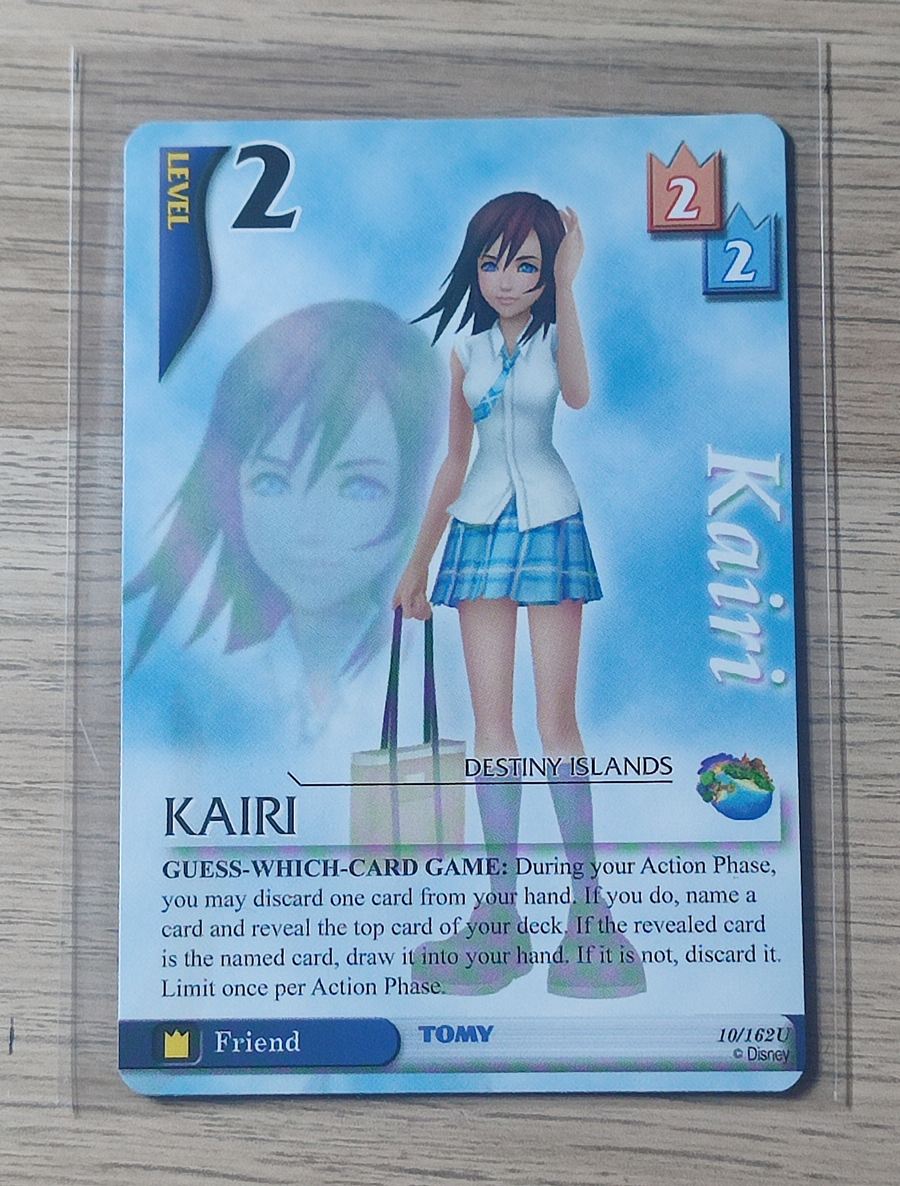 LEVEL
2
2
2
Kairi
DESTINY ISLANDS
KAIRI
GUESS-WHICH-CARD GAME: During your Action Phase,
you may discard one card from your hand. If you do, name a
card and reveal the top card of your deck. If the revealed card
is the named card, draw it into your hand. If it is not, discard it.
Limit once per Action Phase.
Friend
TOMY
10/162U
© Disney